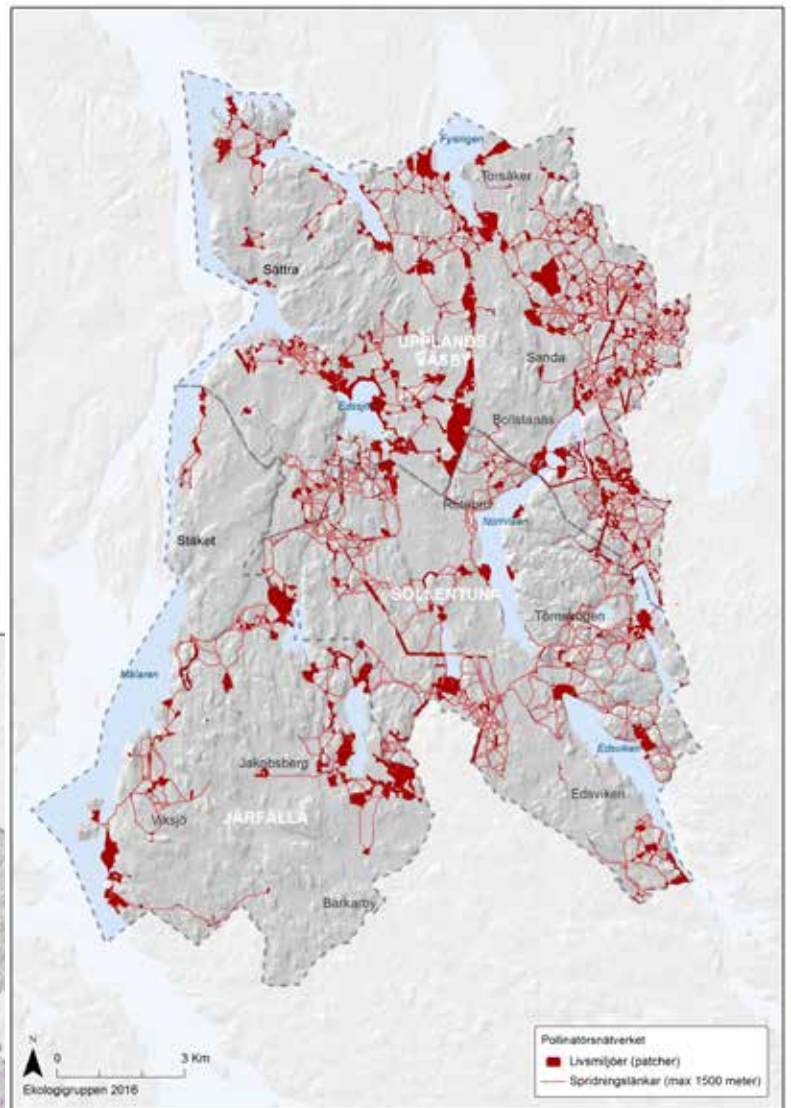 Fysingen
Torsåker
Sättra
UPPLANDS
VÄSBY
Sanda
Edssjön
Bollstanäs
Rotebro
Norrviken
Stäket
SOLLENTUNA
Törnskogen
Mälaren
Edsviken
Jakobsberg
Edsviken
Viksjö
JÄRFÄLLA
Barkarby
N
0 3 Km
Ekologigruppen 2016
Pollinatörsnätverket
Livsmiljöer (patcher)
Spridningslänkar (max 1500 meter)